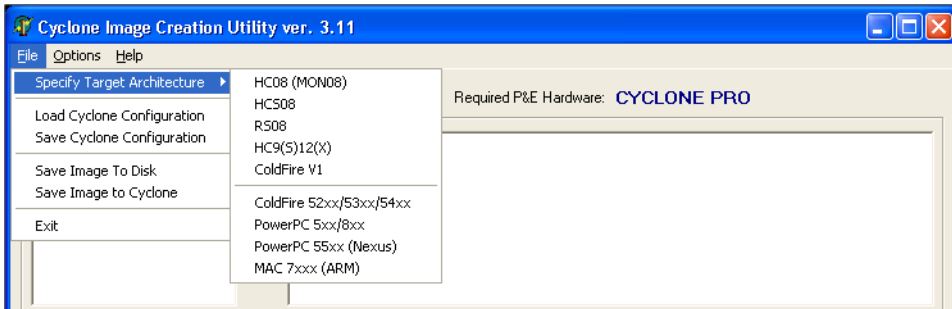 Cyclone Image Creation Utility ver. 3.11
File Options Help
Specify Target Architecture
Load Cyclone Configuration
Save Cyclone Configuration
Save Image To Disk
Save Image to Cyclone
Exit
HC08 (MON08)
HCS08
RS08
HC9(S)12(X)
ColdFire V1
ColdFire 52xx/53xx/54xx
PowerPC 5xx/8xx
PowerPC 55xx (Nexus)
MAC 7xxx (ARM)
Required P&E Hardware: CYCLONE PRO